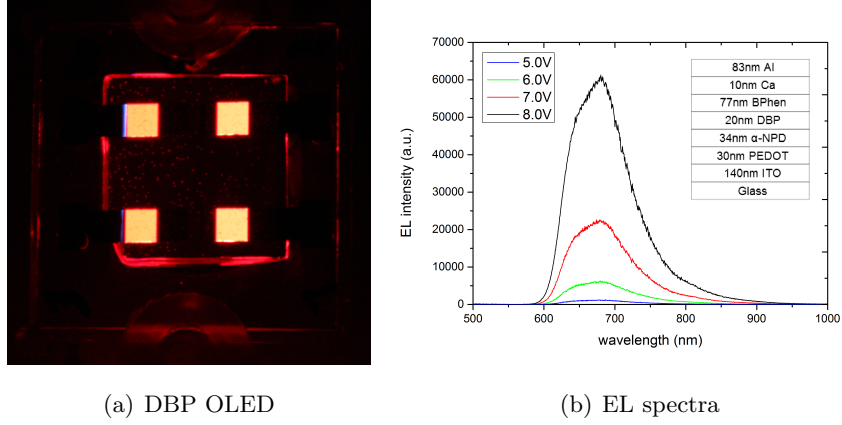 70000
60000
50000
40000
30000
20000
10000
0
EL intensity (a.u.)
5.0V
6.0V
7.0V
8.0V
83nm Al
10nm Ca
77nm BPhen
20nm DBP
34nm α-NPD
30nm PEDOT
140nm ITO
Glass
500 600 700 800 900 1000
wavelength (nm)
(a) DBP OLED
(b) EL spectra